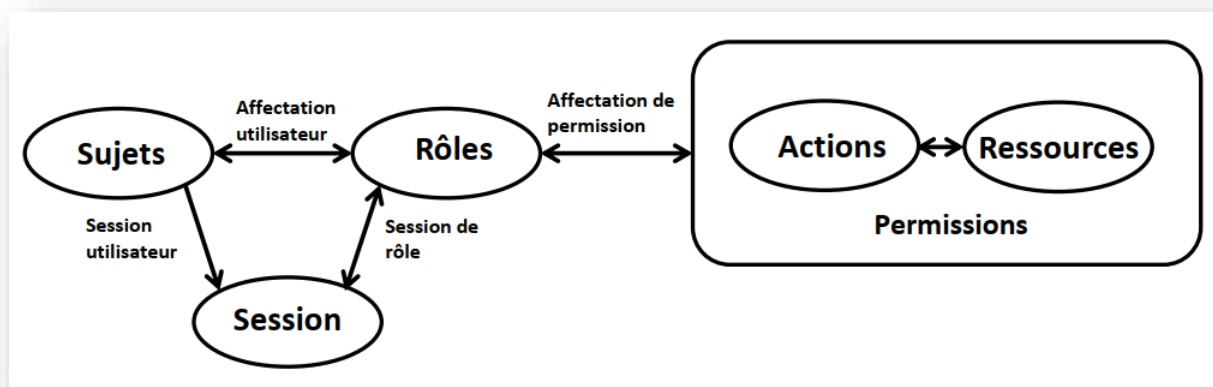 Sujets
Affectation
utilisateur
Rôles
Affectation de
permission
Actions
Ressources
Permissions
Session
utilisateur
Session de
rôle
Session